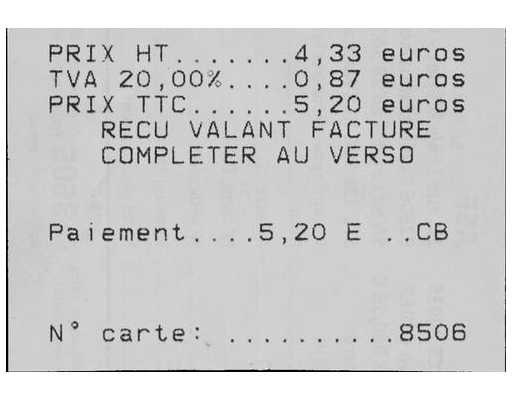 PRIX HT.......4,33 euros
TVA 20,00%....0,87 euros
PRIX TTC......5,20 euros
RECU VALANT FACTURE
COMPLETER AU VERSO
Paiement....5,20 E ..CB
N° carte: ..........8506